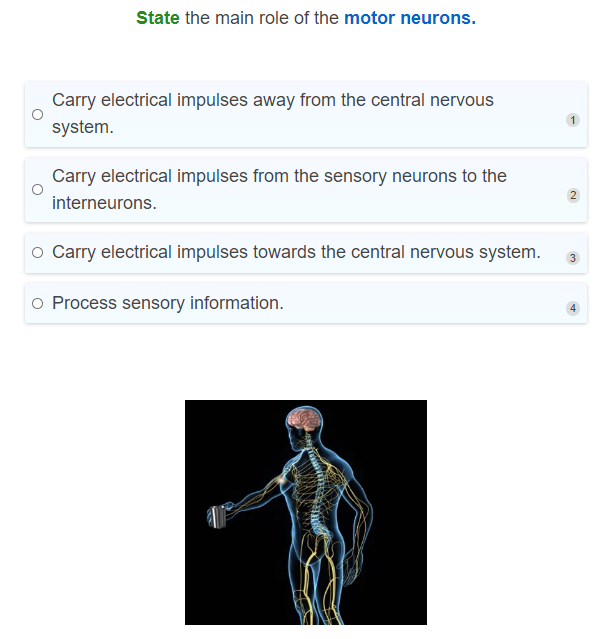 State the main role of the motor neurons.
Carry electrical impulses away from the central nervous
system.
1
Carry electrical impulses from the sensory neurons to the
interneurons.
2
Carry electrical impulses towards the central nervous system.
3
Process sensory information.
4